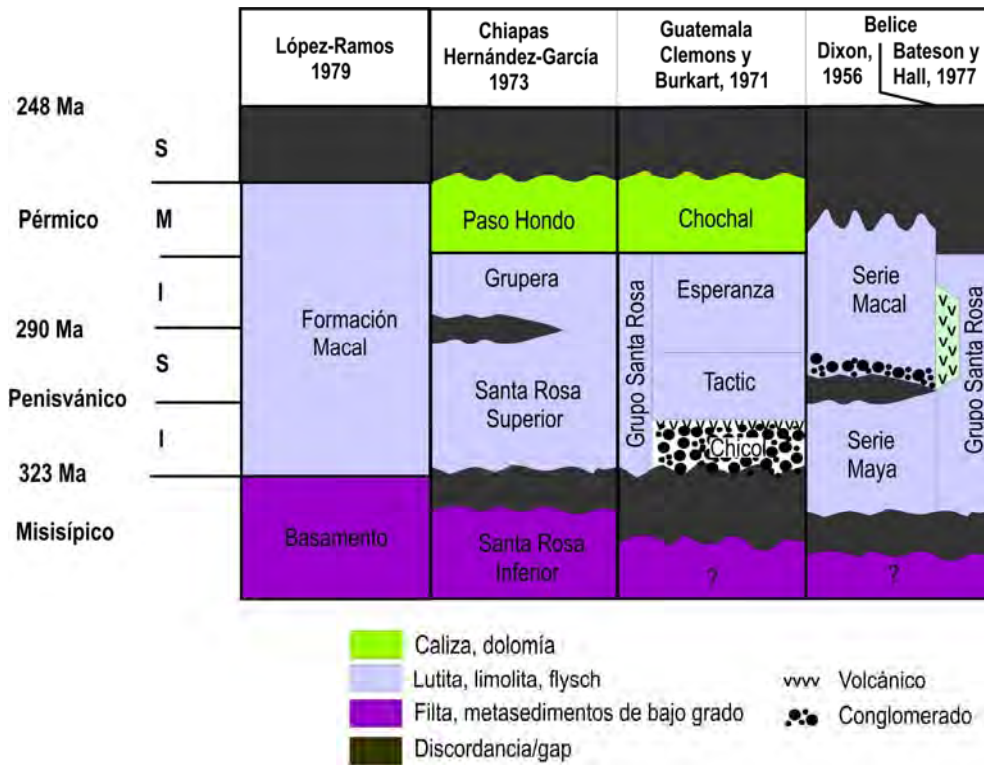 López-Ramos
1979
Chiapas
Hernández-García
1973
Guatemala
Clemons y
Burkart, 1971
Belice
Dixon,
1956
Bateson y
Hall, 1977
248 Ma
S
Pérmico
M
I
290 Ma
S
Penisvánico
I
323 Ma
Misisípico
Formación
Macal
Basamento
Paso Hondo
Grupera
Santa Rosa
Superior
Santa Rosa
Inferior
Chochal
Grupo Santa Rosa
Esperanza
Tactic
Chicol
?
Serie
Macal
Serie
Maya
?
Grupo Santa Rosa
Caliza, dolomía
Lutita, limolita, flysch
Filta, metasedimentos de bajo grado
Discordancia/gap
Volcánico
Conglomerado